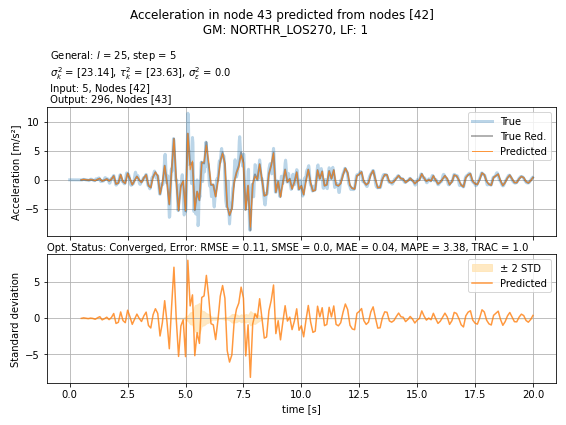 Acceleration in node 43 predicted from nodes [42]
GM: NORTHR_LOS270, LF: 1
General: l = 25, step = 5
σ²ₖ = [23.14], τ²ₖ = [23.63], σ²ε = 0.0
Input: 5, Nodes [42]
Output: 296, Nodes [43]
Acceleration [m/s²]
10
5
0
−5
True
True Red.
Predicted
Opt. Status: Converged, Error: RMSE = 0.11, SMSE = 0.0, MAE = 0.04, MAPE = 3.38, TRAC = 1.0
Standard deviation
5
0
−5
± 2 STD
Predicted
0.0 2.5 5.0 7.5 10.0 12.5 15.0 17.5 20.0
time [s]